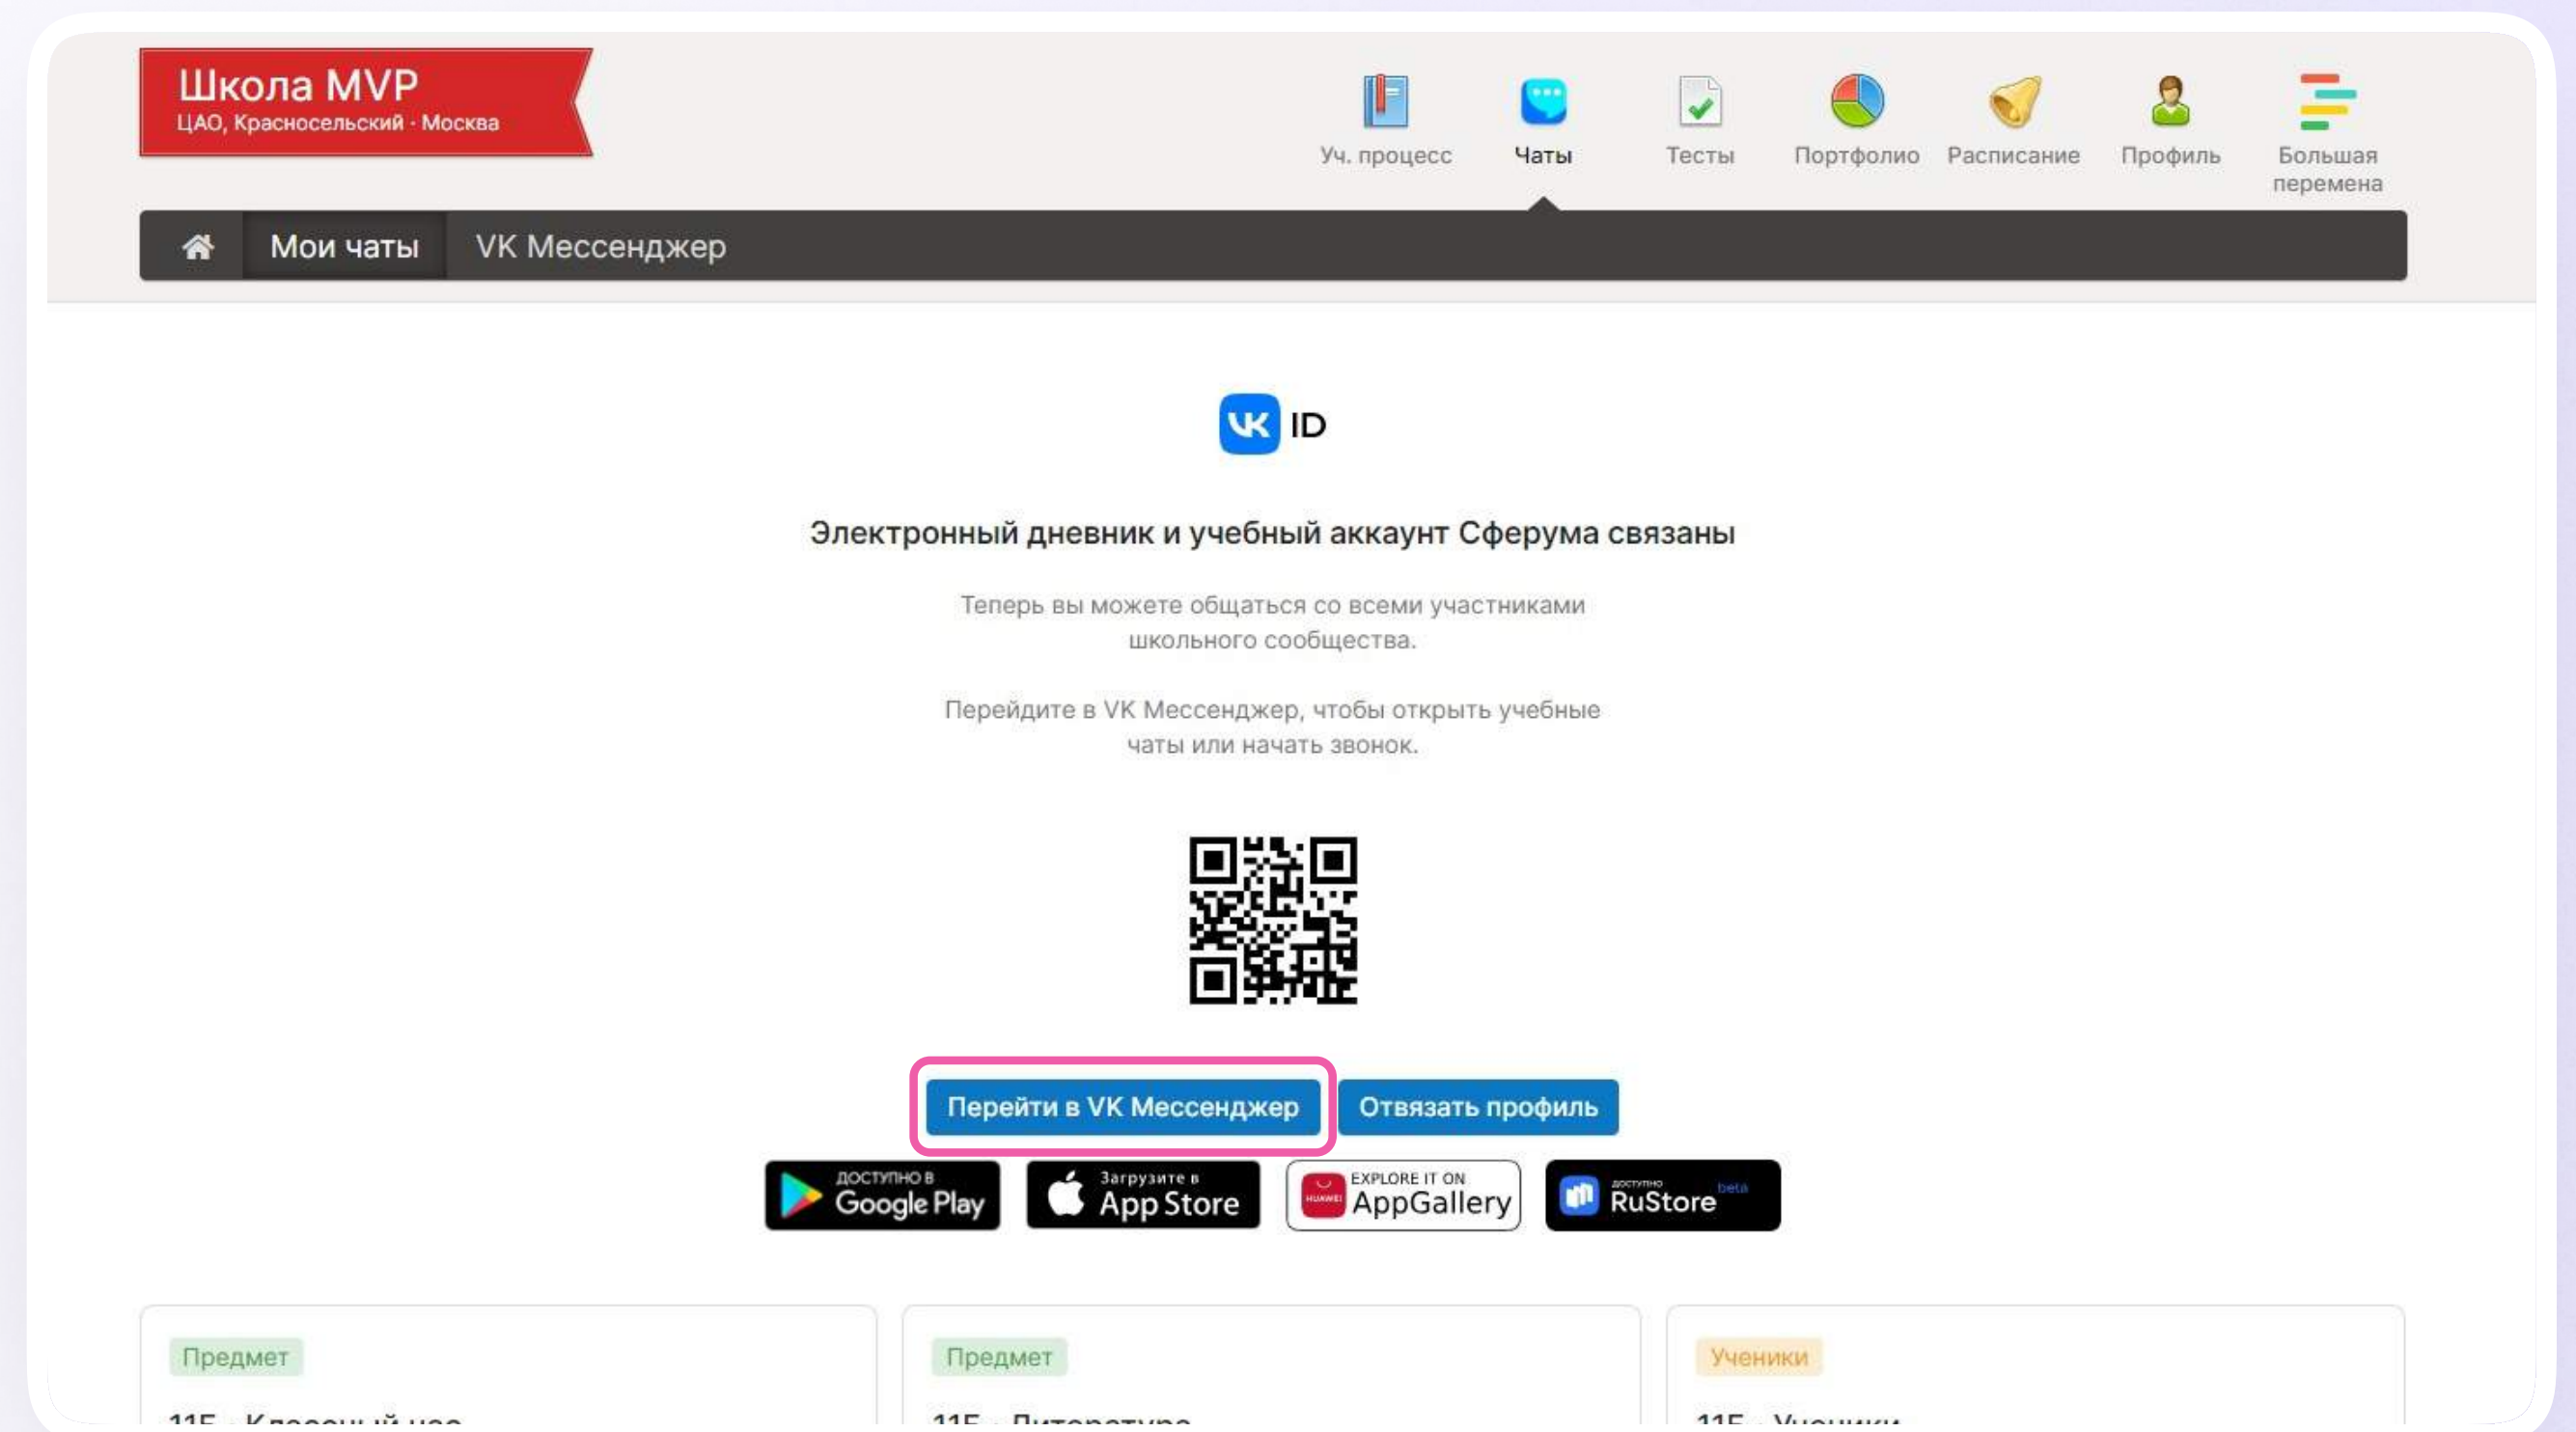 Школа MVP
ЦАО, Красносельский · Москва
Уч. процесс
Чаты
Тесты
Портфолио
Расписание
Профиль
Большая
перемена
Мои чаты
VK Мессенджер
VK ID
Электронный дневник и учебный аккаунт Сферума связаны
Теперь вы можете общаться со всеми участниками
школьного сообщества.
Перейдите в VK Мессенджер, чтобы открыть учебные
чаты или начать звонок.
Перейти в VK Мессенджер
Отвязать профиль
ДОСТУПНО В
Google Play
Загрузите в
App Store
HUAWEI
EXPLORE IT ON
AppGallery
ДОСТУПНО
RuStore beta
Предмет
Предмет
Ученики